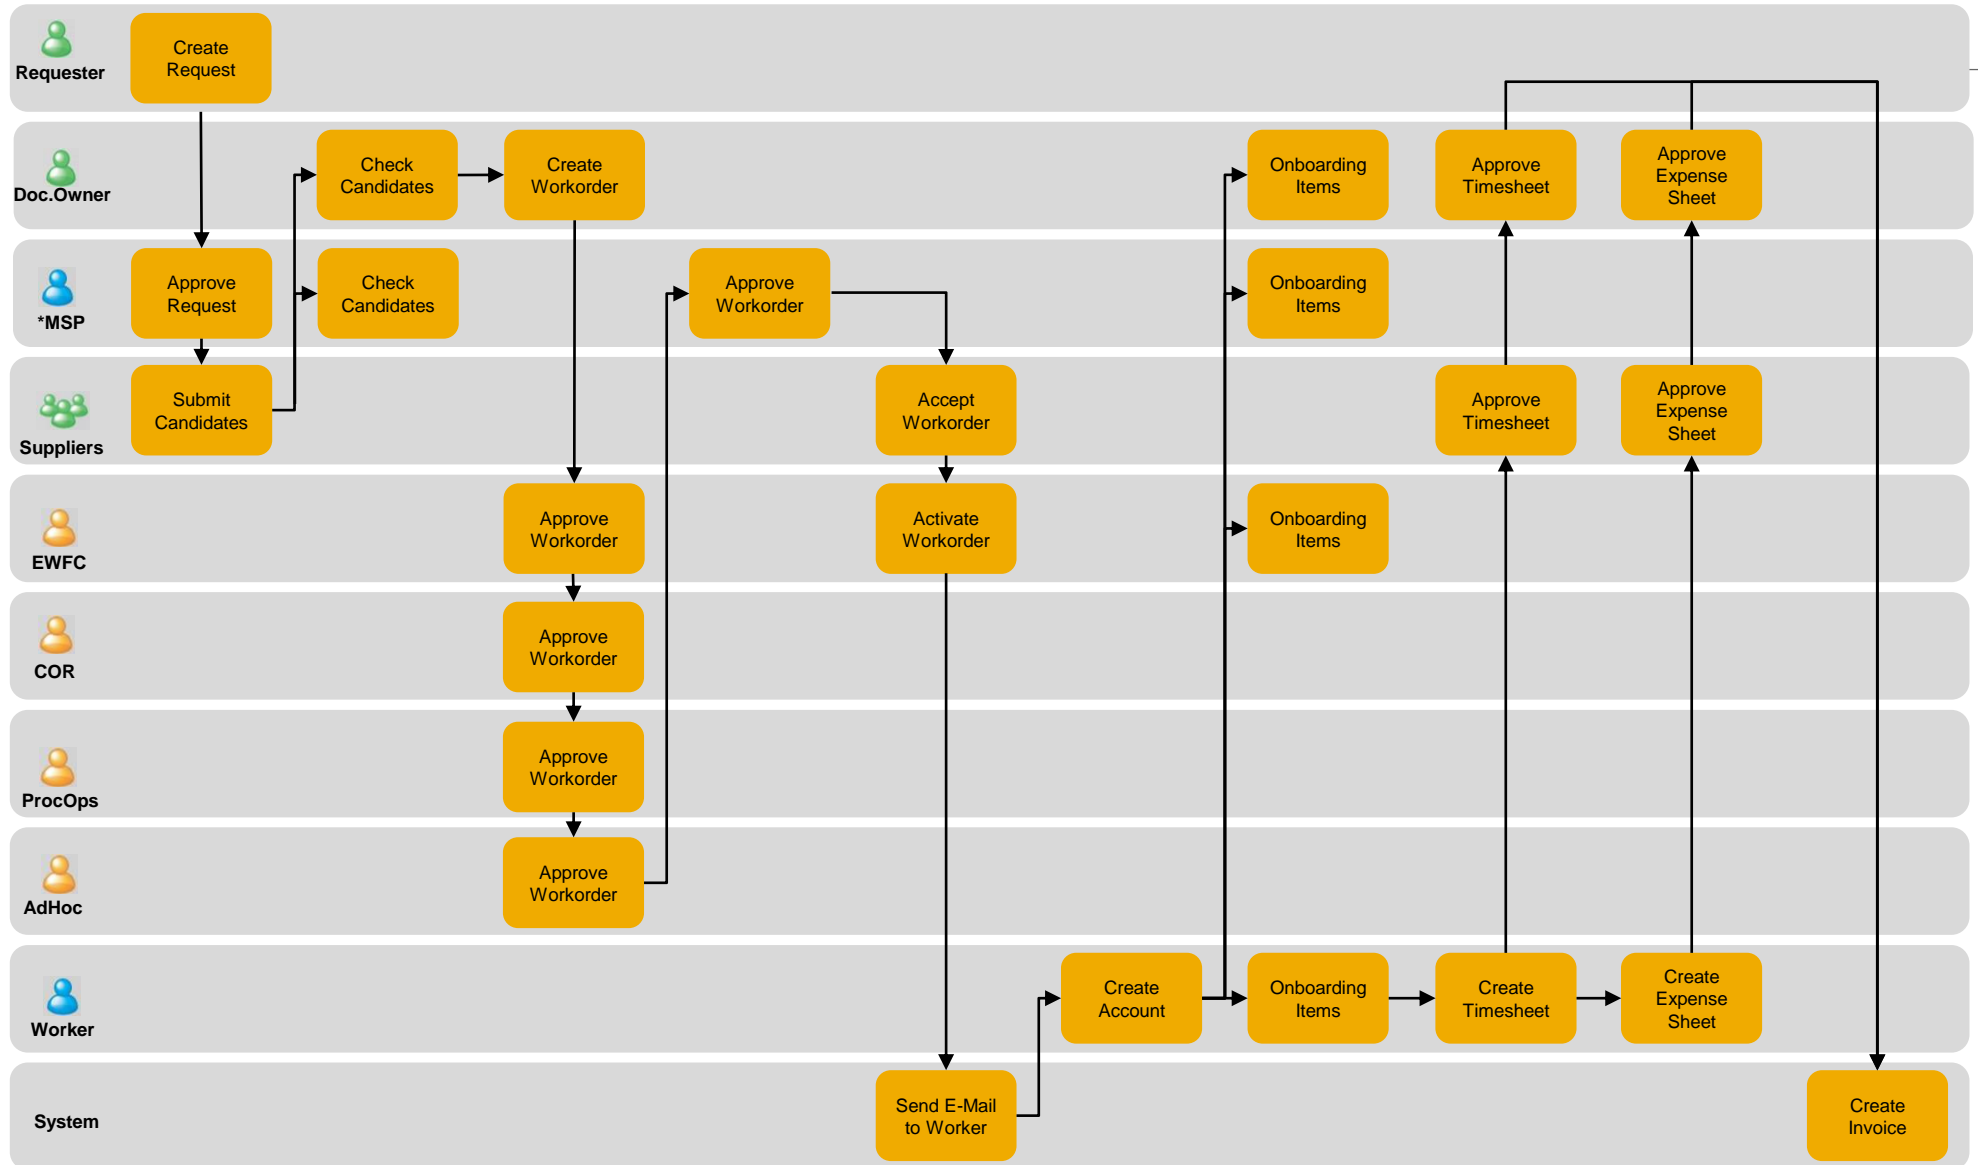 Requester
Create
Request
Doc.Owner
Check
Candidates
Create
Workorder
Onboarding
Items
Approve
Timesheet
Approve
Expense
Sheet
*MSP
Approve
Request
Check
Candidates
Approve
Workorder
Onboarding
Items
Suppliers
Submit
Candidates
Accept
Workorder
Approve
Timesheet
Approve
Expense
Sheet
EWFC
Approve
Workorder
Activate
Workorder
Onboarding
Items
COR
Approve
Workorder
ProcOps
Approve
Workorder
AdHoc
Approve
Workorder
Worker
Create
Account
Onboarding
Items
Create
Timesheet
Create
Expense
Sheet
System
Send E-Mail
to Worker
Create
Invoice